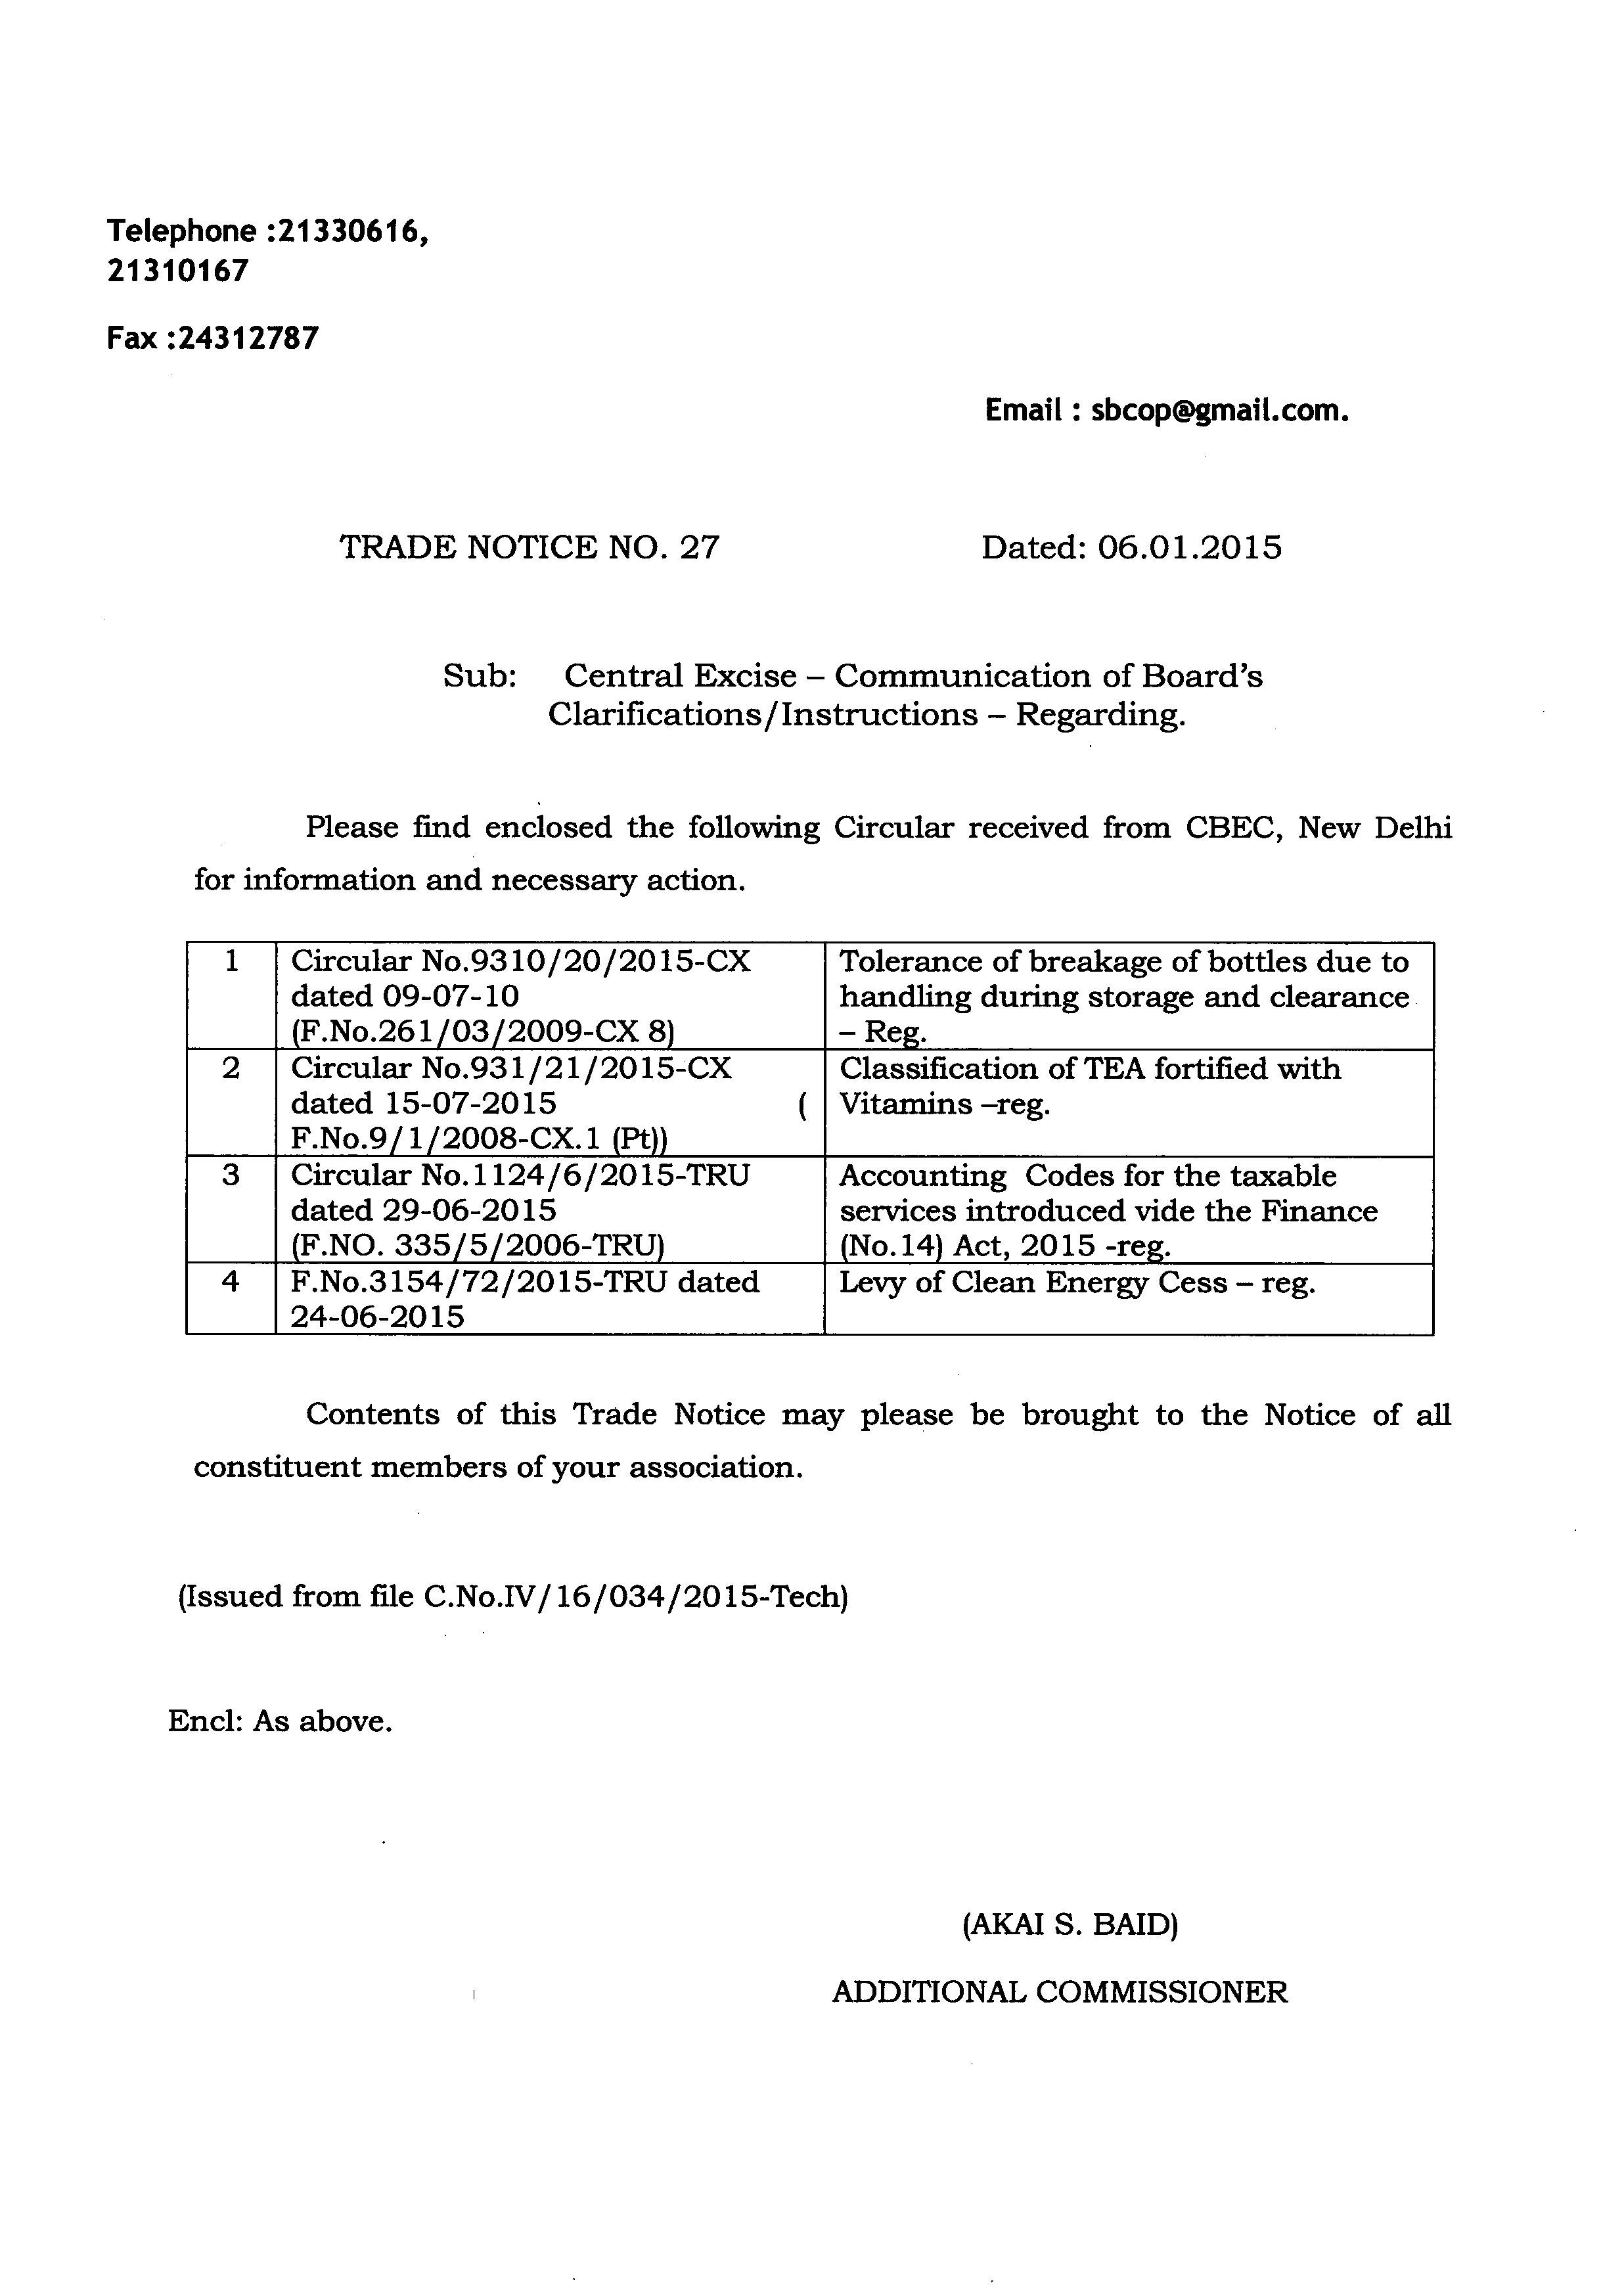 Telephone :21330616,
21310167
Fax :24312787
Email : sbcop@gmail.com.
TRADE NOTICE NO. 27 Dated: 06.01.2015
Sub: Central Excise – Communication of Board's
Clarifications/Instructions – Regarding.
Please find enclosed the following Circular received from CBEC, New Delhi
for information and necessary action.
1 Circular No.9310/20/2015-CX
dated 09-07-10
(F.No.261/03/2009-CX 8)
Tolerance of breakage of bottles due to
handling during storage and clearance
– Reg.
2 Circular No.931/21/2015-CX
dated 15-07-2015 (
F.No.9/1/2008-CX.1 (Pt))
Classification of TEA fortified with
Vitamins –reg.
3 Circular No.1124/6/2015-TRU
dated 29-06-2015
(F.NO. 335/5/2006-TRU)
Accounting Codes for the taxable
services introduced vide the Finance
(No.14) Act, 2015 -reg.
4 F.No.3154/72/2015-TRU dated
24-06-2015
Levy of Clean Energy Cess – reg.
Contents of this Trade Notice may please be brought to the Notice of all
constituent members of your association.
(Issued from file C.No.IV/16/034/2015-Tech)
Encl: As above.
(AKAI S. BAID)
ADDITIONAL COMMISSIONER